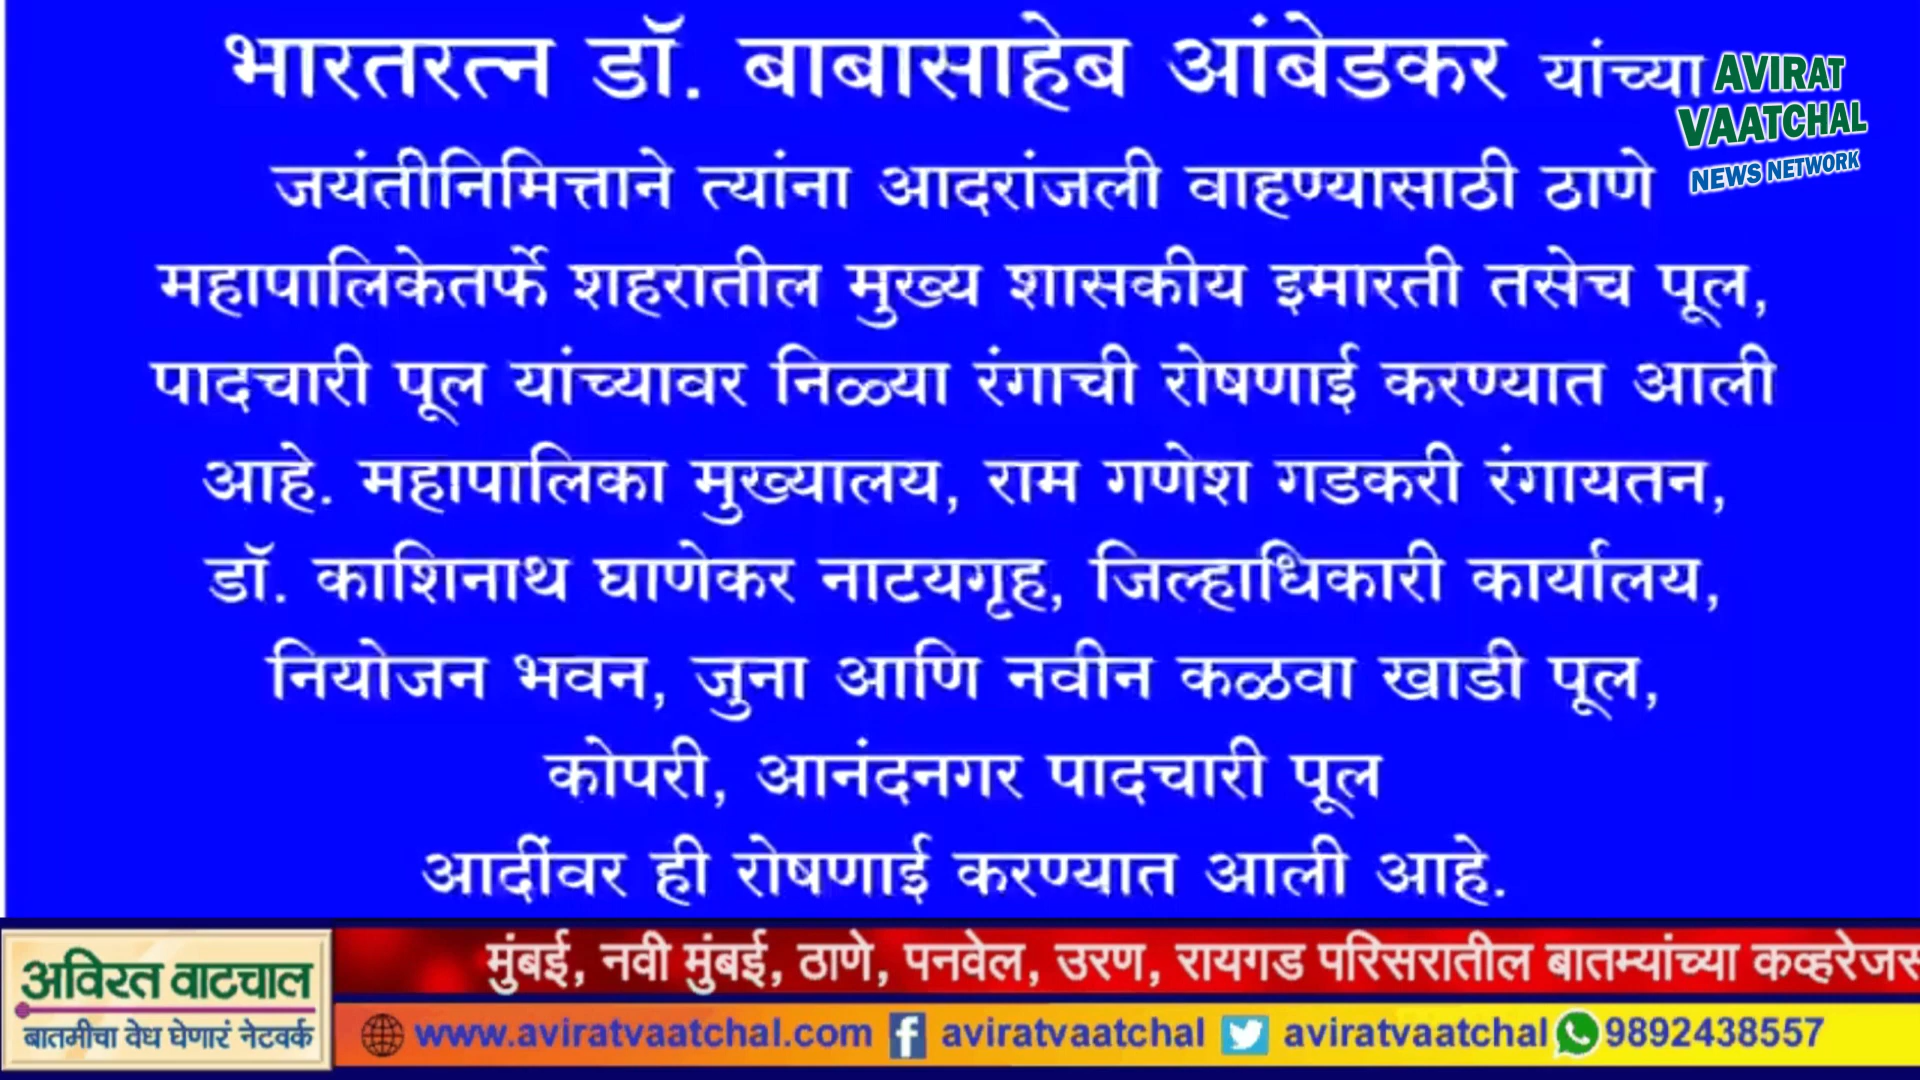 भारतरत्न डॉ. बाबासाहेब आंबेडकर यांच्या
AVIRAT
VAATCHAL
NEWS NETWORK
जयंतीनिमित्ताने त्यांना आदरांजली वाहण्यासाठी ठाणे
महापालिकेतर्फे शहरातील मुख्य शासकीय इमारती तसेच पूल,
पादचारी पूल यांच्यावर निळ्या रंगाची रोषणाई करण्यात आली
आहे. महापालिका मुख्यालय, राम गणेश गडकरी रंगायतन,
डॉ. काशिनाथ घाणेकर नाटयगृह, जिल्हाधिकारी कार्यालय,
नियोजन भवन, जुना आणि नवीन कळवा खाडी पूल,
कोपरी, आनंदनगर पादचारी पूल
आदींवर ही रोषणाई करण्यात आली आहे.
मुंबई, नवी मुंबई, ठाणे, पनवेल, उरण, रायगड परिसरातील बातम्यांच्या कव्हरेजस
अविरत वाटचाल
बातमीचा वेध घेणारं नेटवर्क
www.aviratvaatchal.com aviratvaatchal aviratvaatchal 9892438557